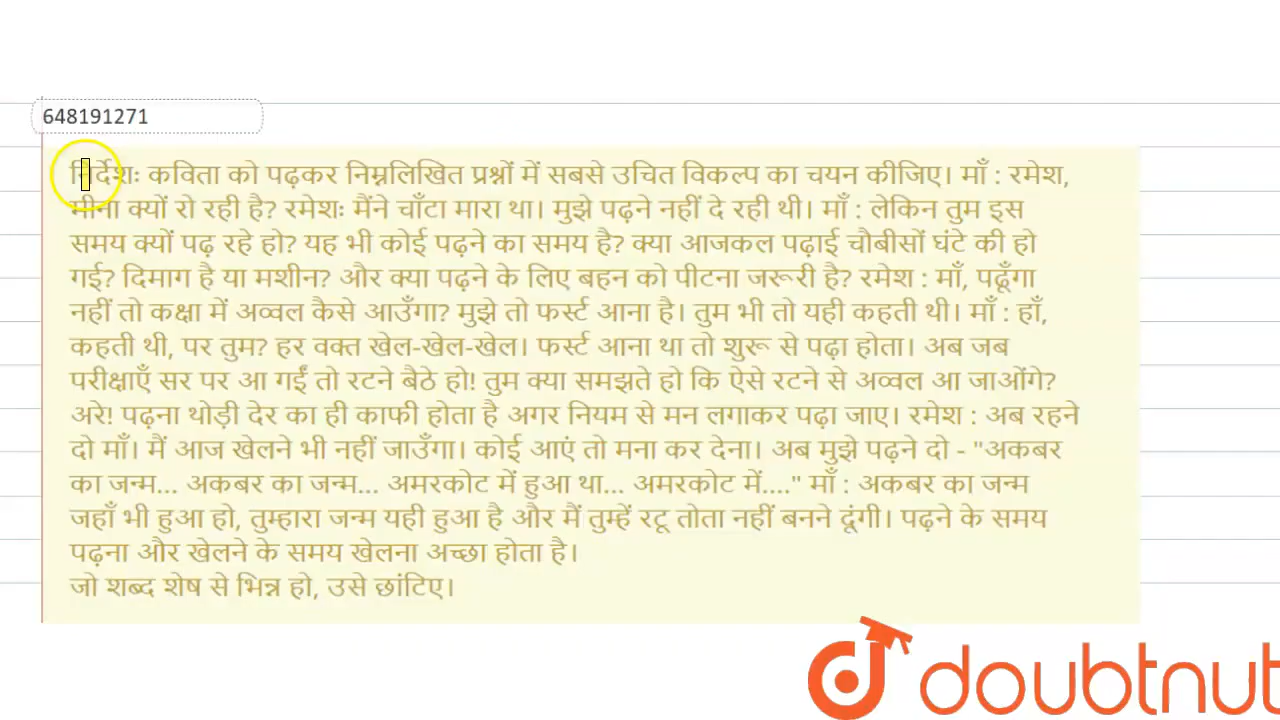 648191271
निर्देशः कविता को पढ़कर निम्नलिखित प्रश्नों में सबसे उचित विकल्प का चयन कीजिए। माँ : रमेश,
मीना क्यों रो रही है? रमेशः मैंने चाँटा मारा था। मुझे पढ़ने नहीं दे रही थी। माँ : लेकिन तुम इस
समय क्यों पढ़ रहे हो? यह भी कोई पढ़ने का समय है? क्या आजकल पढ़ाई चौबीसों घंटे की हो
गई? दिमाग है या मशीन? और क्या पढ़ने के लिए बहन को पीटना जरूरी है? रमेश : माँ, पढूँगा
नहीं तो कक्षा में अव्वल कैसे आउँगा? मुझे तो फर्स्ट आना है। तुम भी तो यही कहती थी। माँ : हाँ,
कहती थी, पर तुम? हर वक्त खेल-खेल-खेल। फर्स्ट आना था तो शुरू से पढ़ा होता। अब जब
परीक्षाएँ सर पर आ गईं तो रटने बैठे हो! तुम क्या समझते हो कि ऐसे रटने से अव्वल आ जाओंगे?
अरे! पढ़ना थोड़ी देर का ही काफी होता है अगर नियम से मन लगाकर पढ़ा जाए। रमेश : अब रहने
दो माँ। मैं आज खेलने भी नहीं जाउँगा। कोई आएं तो मना कर देना। अब मुझे पढ़ने दो - "अकबर
का जन्म... अकबर का जन्म... अमरकोट में हुआ था... अमरकोट में...." माँ : अकबर का जन्म
जहाँ भी हुआ हो, तुम्हारा जन्म यही हुआ है और मैं तुम्हें रटू तोता नहीं बनने दूंगी। पढ़ने के समय
पढ़ना और खेलने के समय खेलना अच्छा होता है।
जो शब्द शेष से भिन्न हो, उसे छांटिए।
doubtnut